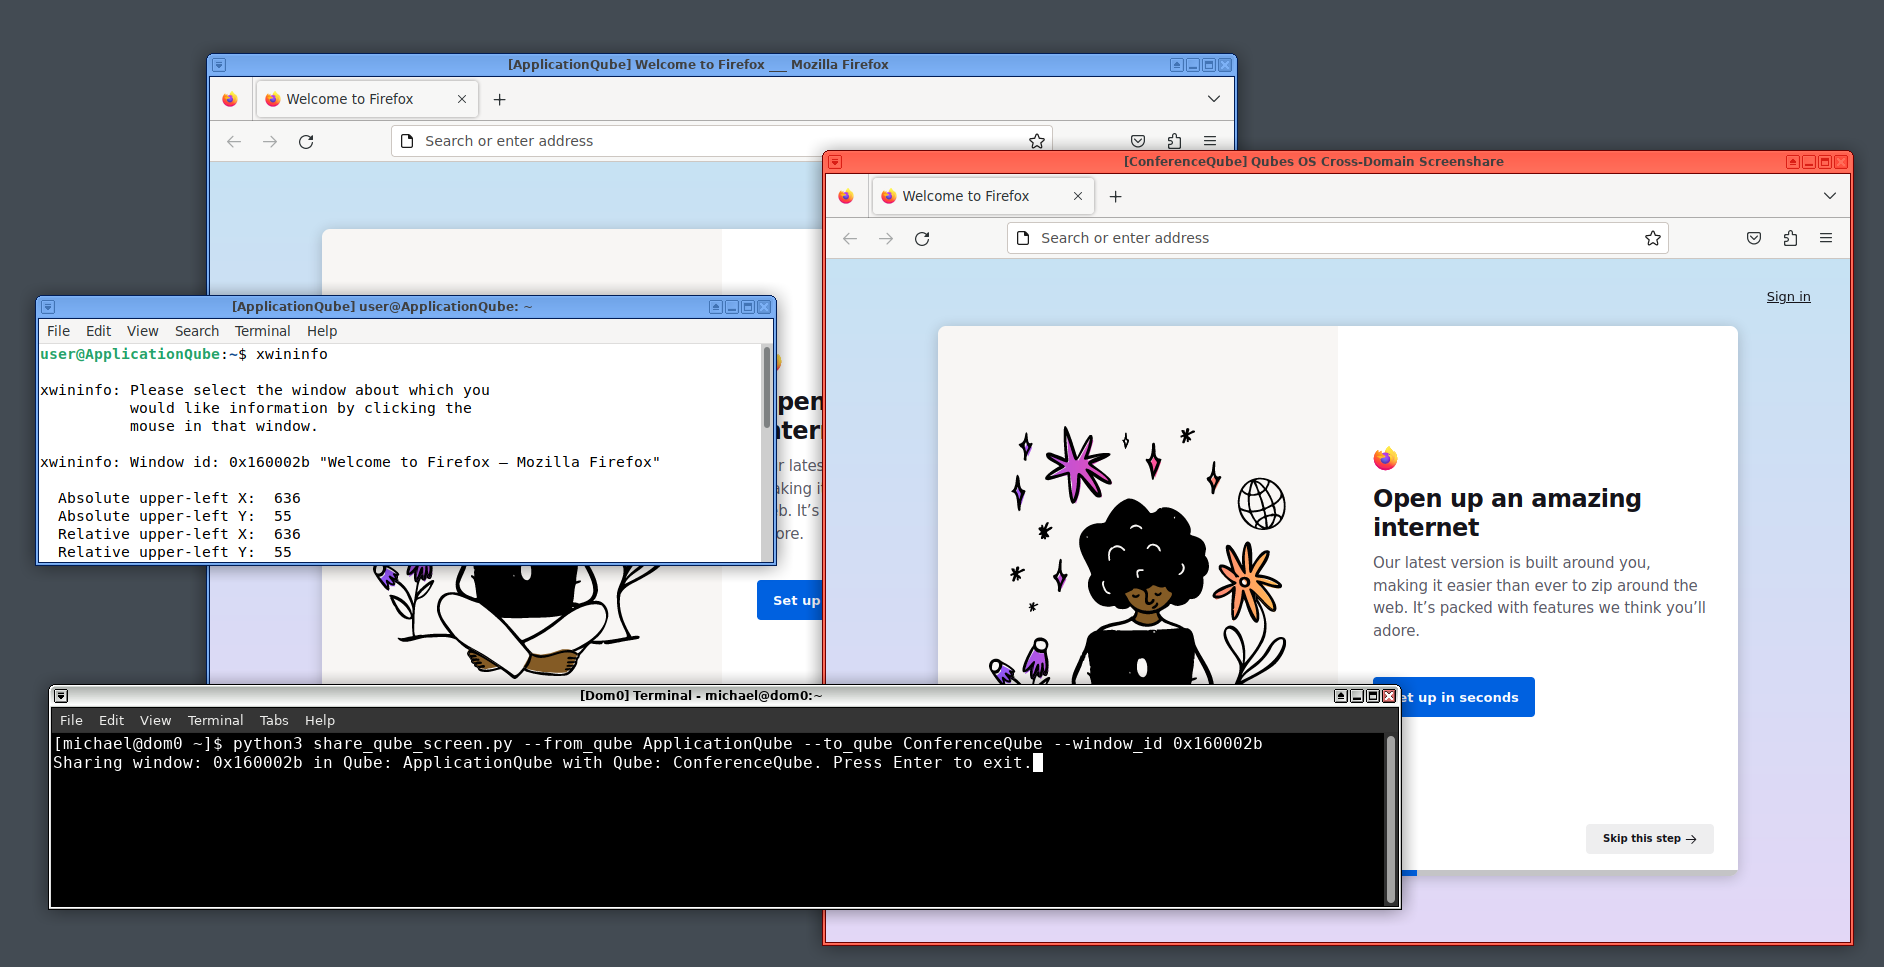 [ApplicationQube] Welcome to Firefox ___ Mozilla Firefox
Welcome to Firefox
Search or enter address
Set up
[ApplicationQube] user@ApplicationQube: ~
File Edit View Search Terminal Help
user@ApplicationQube:~$ xwininfo
xwininfo: Please select the window about which you
would like information by clicking the
mouse in that window.
xwininfo: Window id: 0x160002b "Welcome to Firefox — Mozilla Firefox"
Absolute upper-left X: 636
Absolute upper-left Y: 55
Relative upper-left X: 636
Relative upper-left Y: 55
[ConferenceQube] Qubes OS Cross-Domain Screenshare
Welcome to Firefox
Search or enter address
Sign in
Open up an amazing
internet
Our latest version is built around you,
making it easier than ever to zip around the
web. It’s packed with features we think you’ll
adore.
et up in seconds
Skip this step →
[Dom0] Terminal - michael@dom0:~
File Edit View Terminal Tabs Help
[michael@dom0 ~]$ python3 share_qube_screen.py --from_qube ApplicationQube --to_qube ConferenceQube --window_id 0x160002b
Sharing window: 0x160002b in Qube: ApplicationQube with Qube: ConferenceQube. Press Enter to exit.